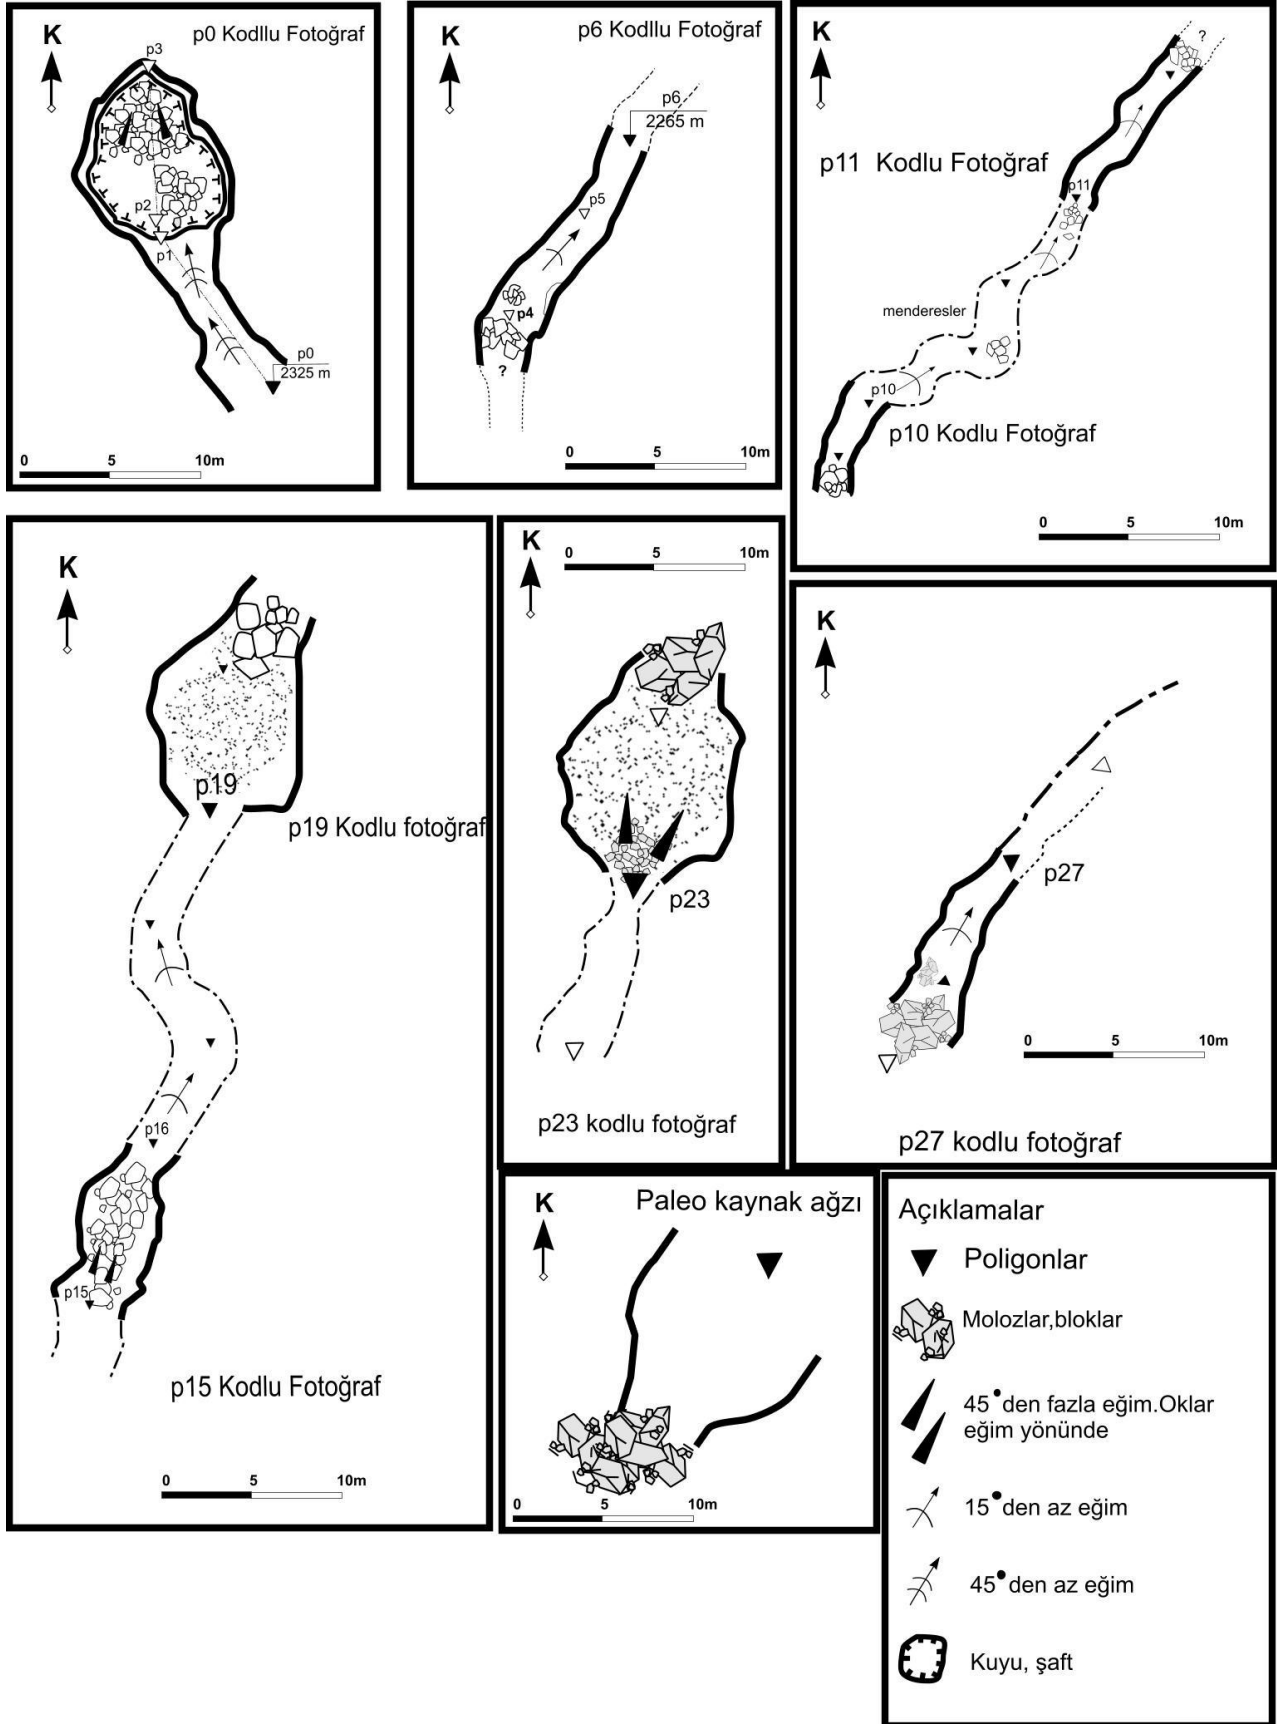 K
p0 Kodllu Fotoğraf
p3
p2
p1
p0
2325 m
0 5 10m
K
p6 Kodllu Fotoğraf
p6
2265 m
p5
p4
?
0 5 10m
K
?
p11 Kodlu Fotoğraf
p11
menderesler
p10
p10 Kodlu Fotoğraf
0 5 10m
K
p19
p19 Kodlu fotoğraf
p16
p15
p15 Kodlu Fotoğraf
0 5 10m
K
0 5 10m
p23
p23 kodlu fotoğraf
K
p27
0 5 10m
p27 kodlu fotoğraf
K
Paleo kaynak ağzı
0 5 10m
Açıklamalar
Poligonlar
Molozlar,bloklar
45°den fazla eğim.Oklar
eğim yönünde
15°den az eğim
45°den az eğim
Kuyu, şaft